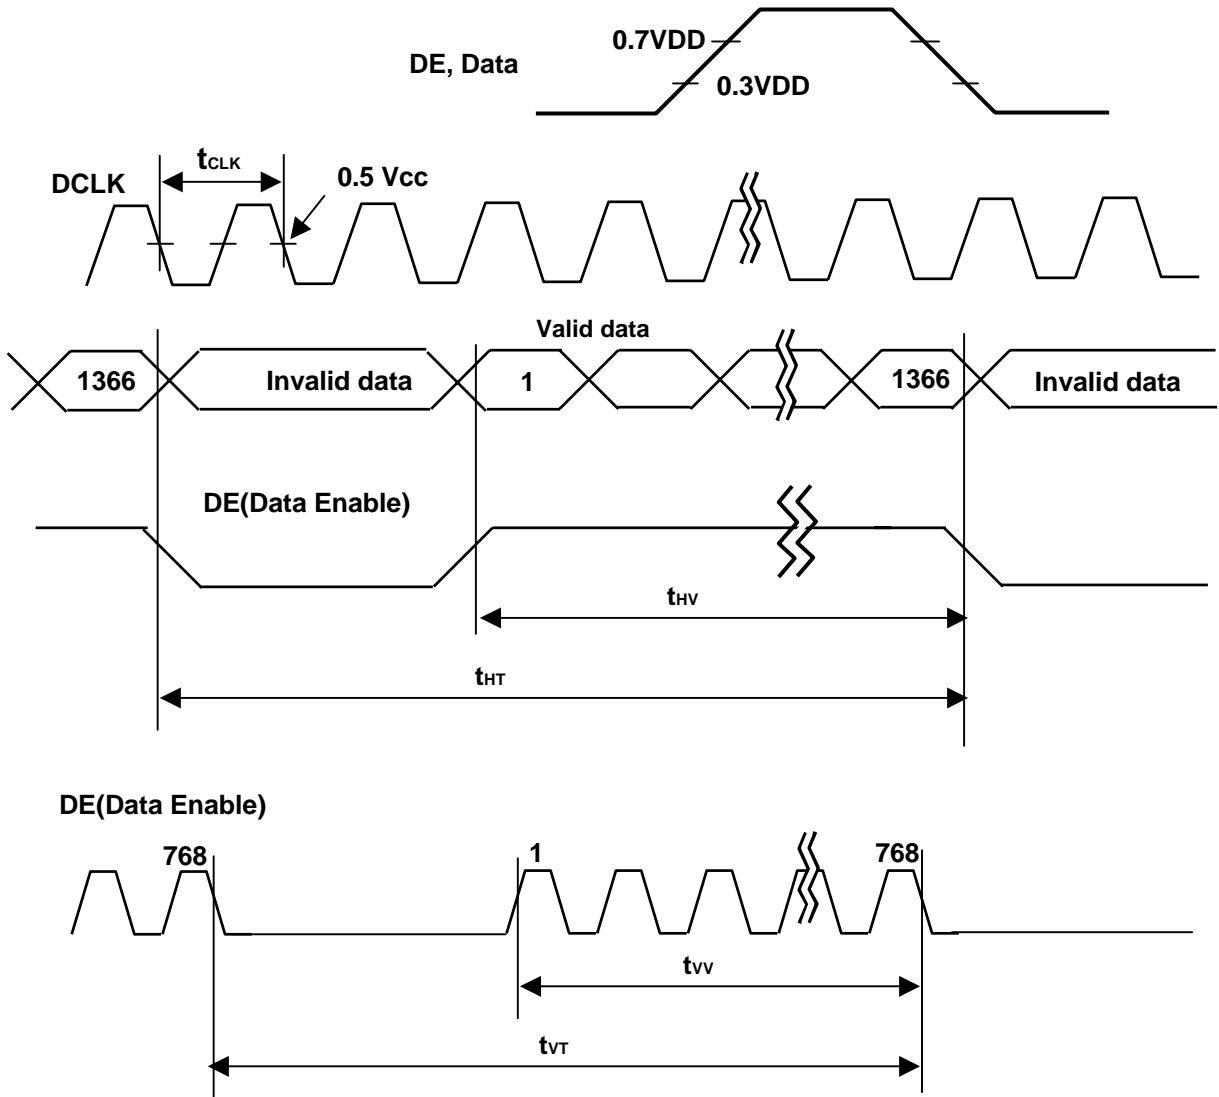 0.7VDD
DE, Data
0.3VDD
tCLK
DCLK
0.5 Vcc
Valid data
1366
Invalid data
1
1366
Invalid data
DE(Data Enable)
tHV
tHT
DE(Data Enable)
768
1
768
tVV
tVT